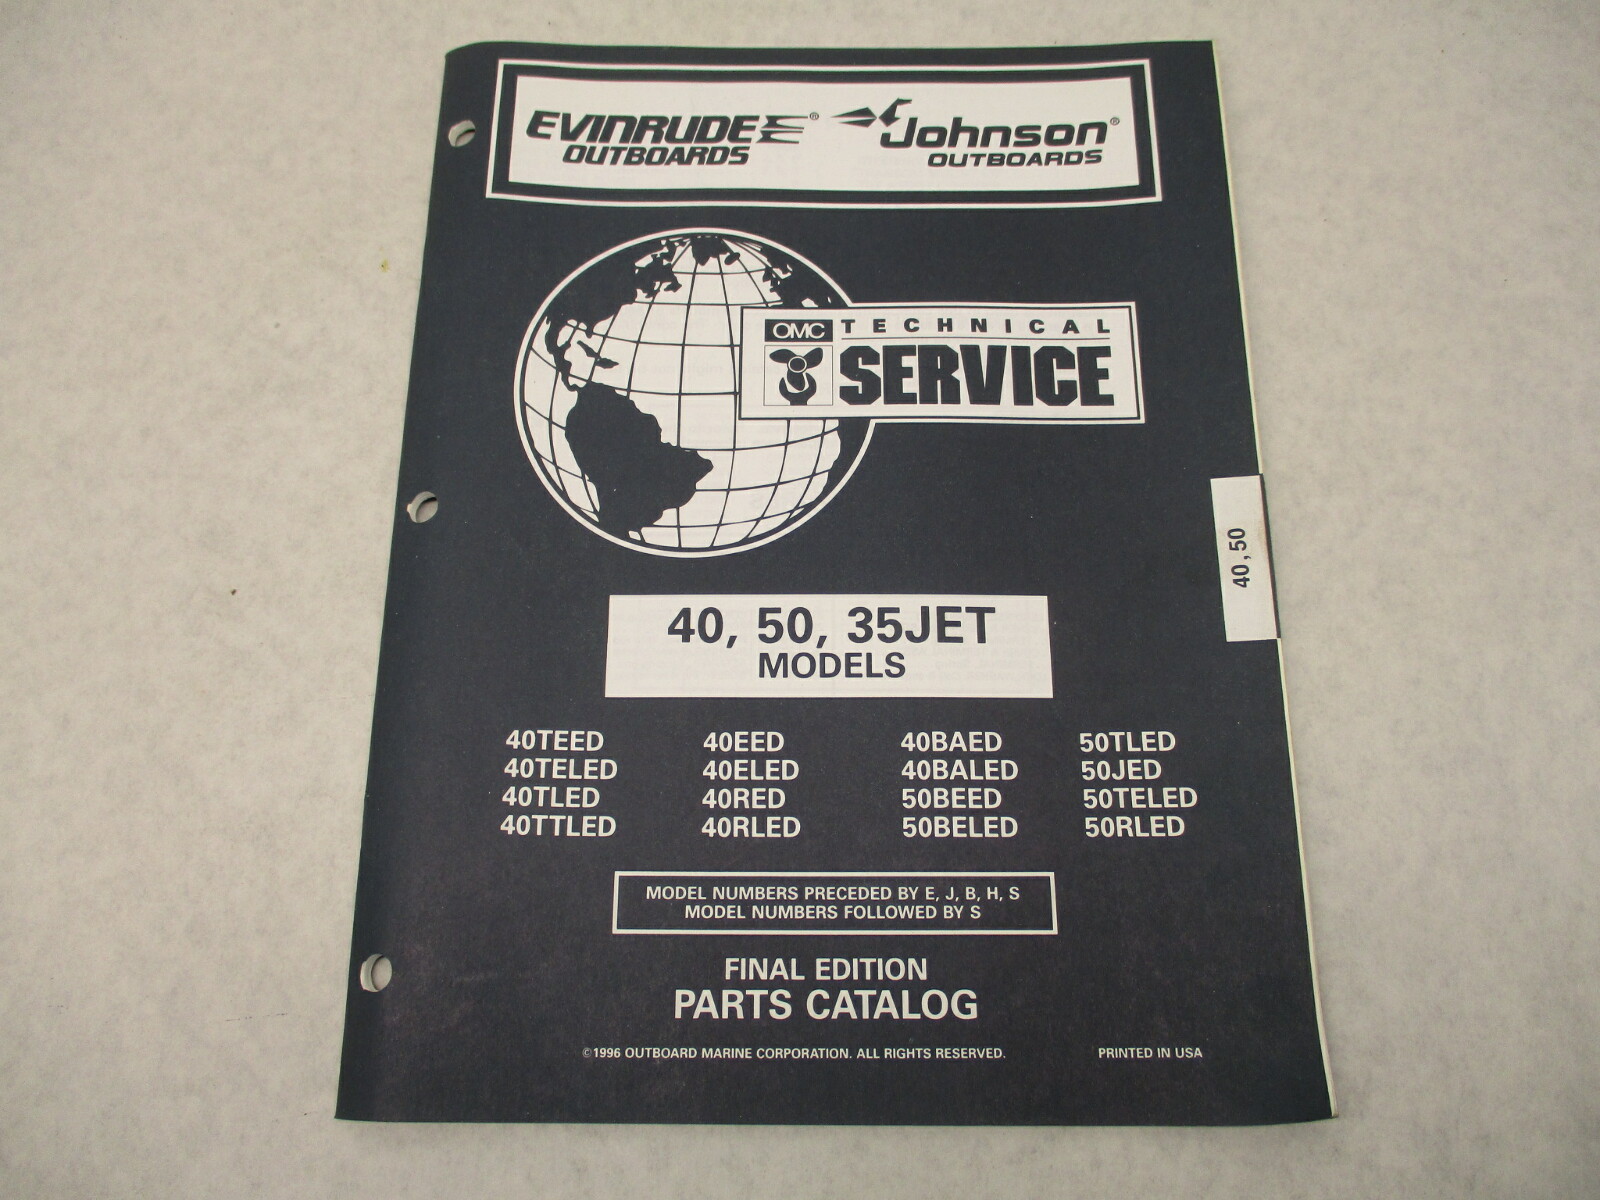 EVINRUDE®
OUTBOARDS
Johnson®
OUTBOARDS
OMC
TECHNICAL
SERVICE
40, 50
40, 50, 35JET
MODELS
40TEED 40EED 40BAED 50TLED
40TELED 40ELED 40BALED 50JED
40TLED 40RED 50BEED 50TELED
40TTLED 40RLED 50BELED 50RLED
MODEL NUMBERS PRECEDED BY E, J, B, H, S
MODEL NUMBERS FOLLOWED BY S
FINAL EDITION
PARTS CATALOG
©1996 OUTBOARD MARINE CORPORATION. ALL RIGHTS RESERVED. PRINTED IN USA